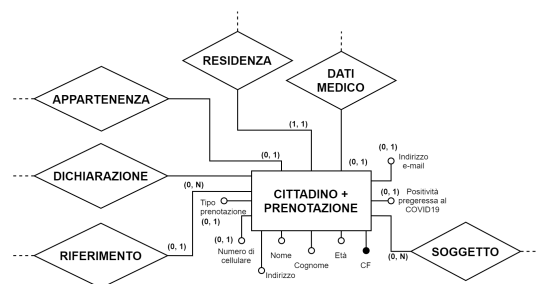 RESIDENZA
DATI
MEDICO
APPARTENENZA
(1, 1)
(0, 1)
(0, 1)
(0, 1)
Indirizzo
e-mail
DICHIARAZIONE
(0, N)
CITTADINO +
PRENOTAZIONE
Tipo
prenotazione
(0, 1)
(0, 1)
Positività
pregeressa al
COVID19
RIFERIMENTO
(0, 1)
(0, 1)
Numero di
cellulare
Indirizzo
Nome
Cognome
Età
CF
(0, N)
SOGGETTO